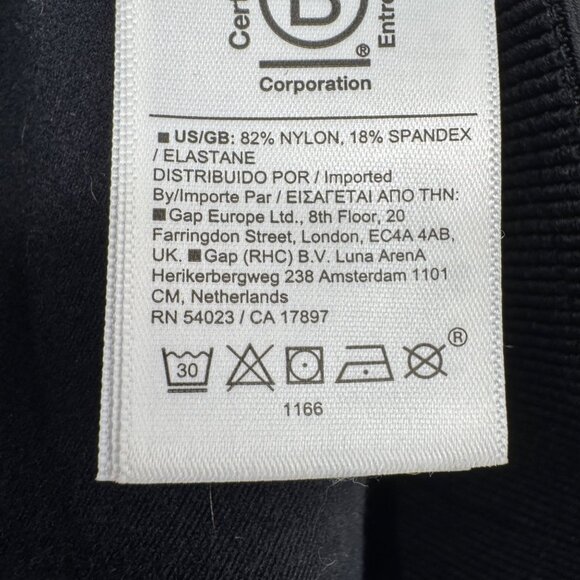 Cert
B
Entre
®
Corporation
■ US/GB: 82% NYLON, 18% SPANDEX
/ ELASTANE
DISTRIBUIDO POR / Imported
By/Importe Par / ΕΙΣΑΓΕΤΑΙ ΑΠΟ ΤΗΝ:
■ Gap Europe Ltd., 8th Floor, 20
Farringdon Street, London, EC4A 4AB,
UK. ■ Gap (RHC) B.V. Luna ArenA
Herikerbergweg 238 Amsterdam 1101
CM, Netherlands
RN 54023 / CA 17897
30
®
1166